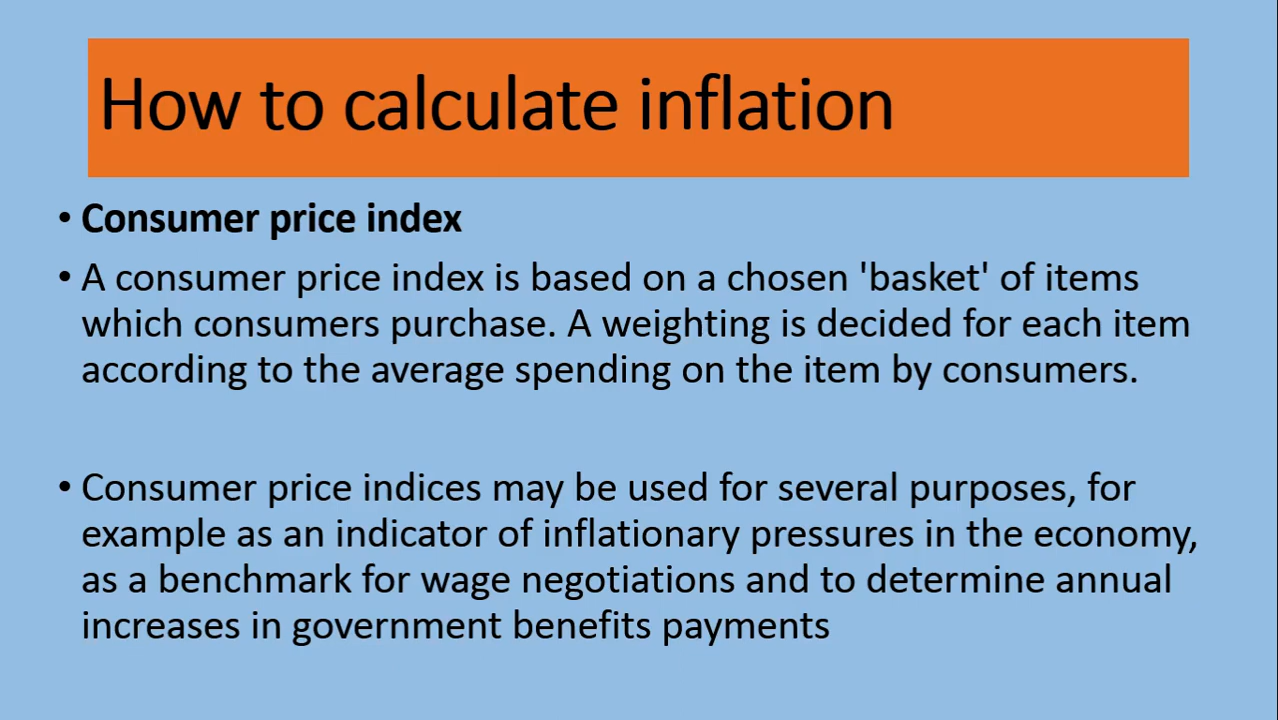 How to calculate inflation
• Consumer price index
• A consumer price index is based on a chosen 'basket' of items
which consumers purchase. A weighting is decided for each item
according to the average spending on the item by consumers.
• Consumer price indices may be used for several purposes, for
example as an indicator of inflationary pressures in the economy,
as a benchmark for wage negotiations and to determine annual
increases in government benefits payments